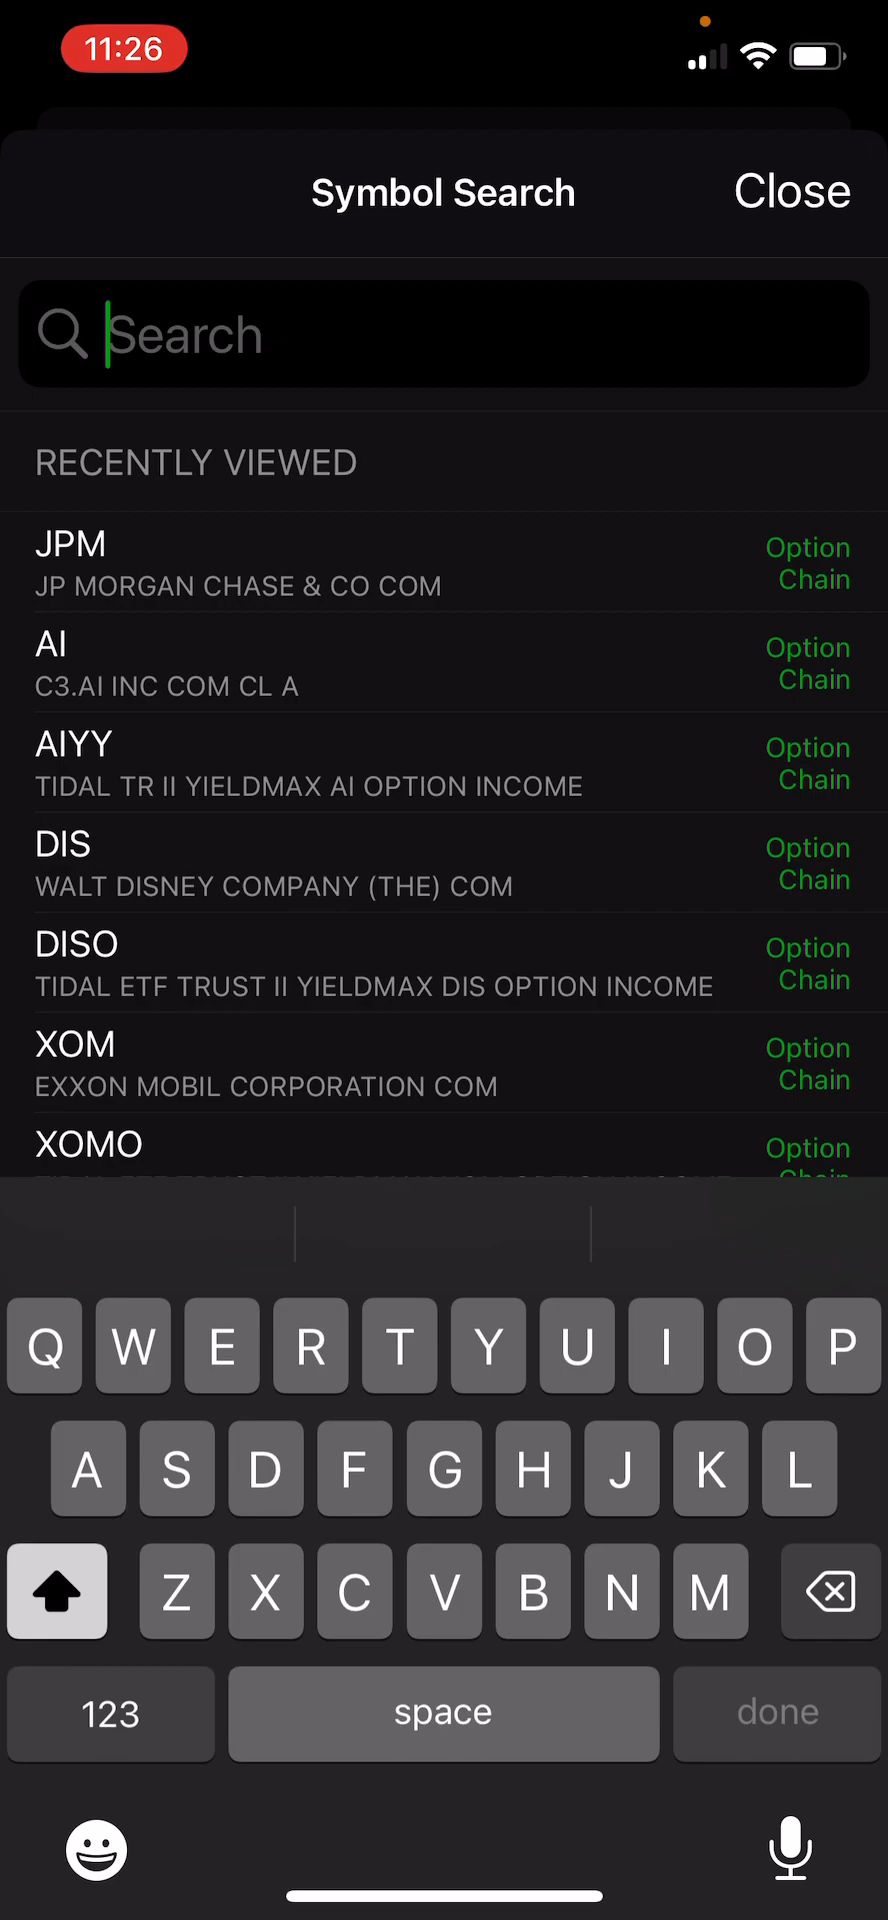 11:26
Symbol Search
Close
Search
RECENTLY VIEWED
JPM
JP MORGAN CHASE & CO COM
Option
Chain
AI
C3.AI INC COM CL A
Option
Chain
AIYY
TIDAL TR II YIELDMAX AI OPTION INCOME
Option
Chain
DIS
WALT DISNEY COMPANY (THE) COM
Option
Chain
DISO
TIDAL ETF TRUST II YIELDMAX DIS OPTION INCOME
Option
Chain
XOM
EXXON MOBIL CORPORATION COM
Option
Chain
XOMO
Option
Q W E R T Y U I O P
A S D F G H J K L
Z X C V B N M
123 space done